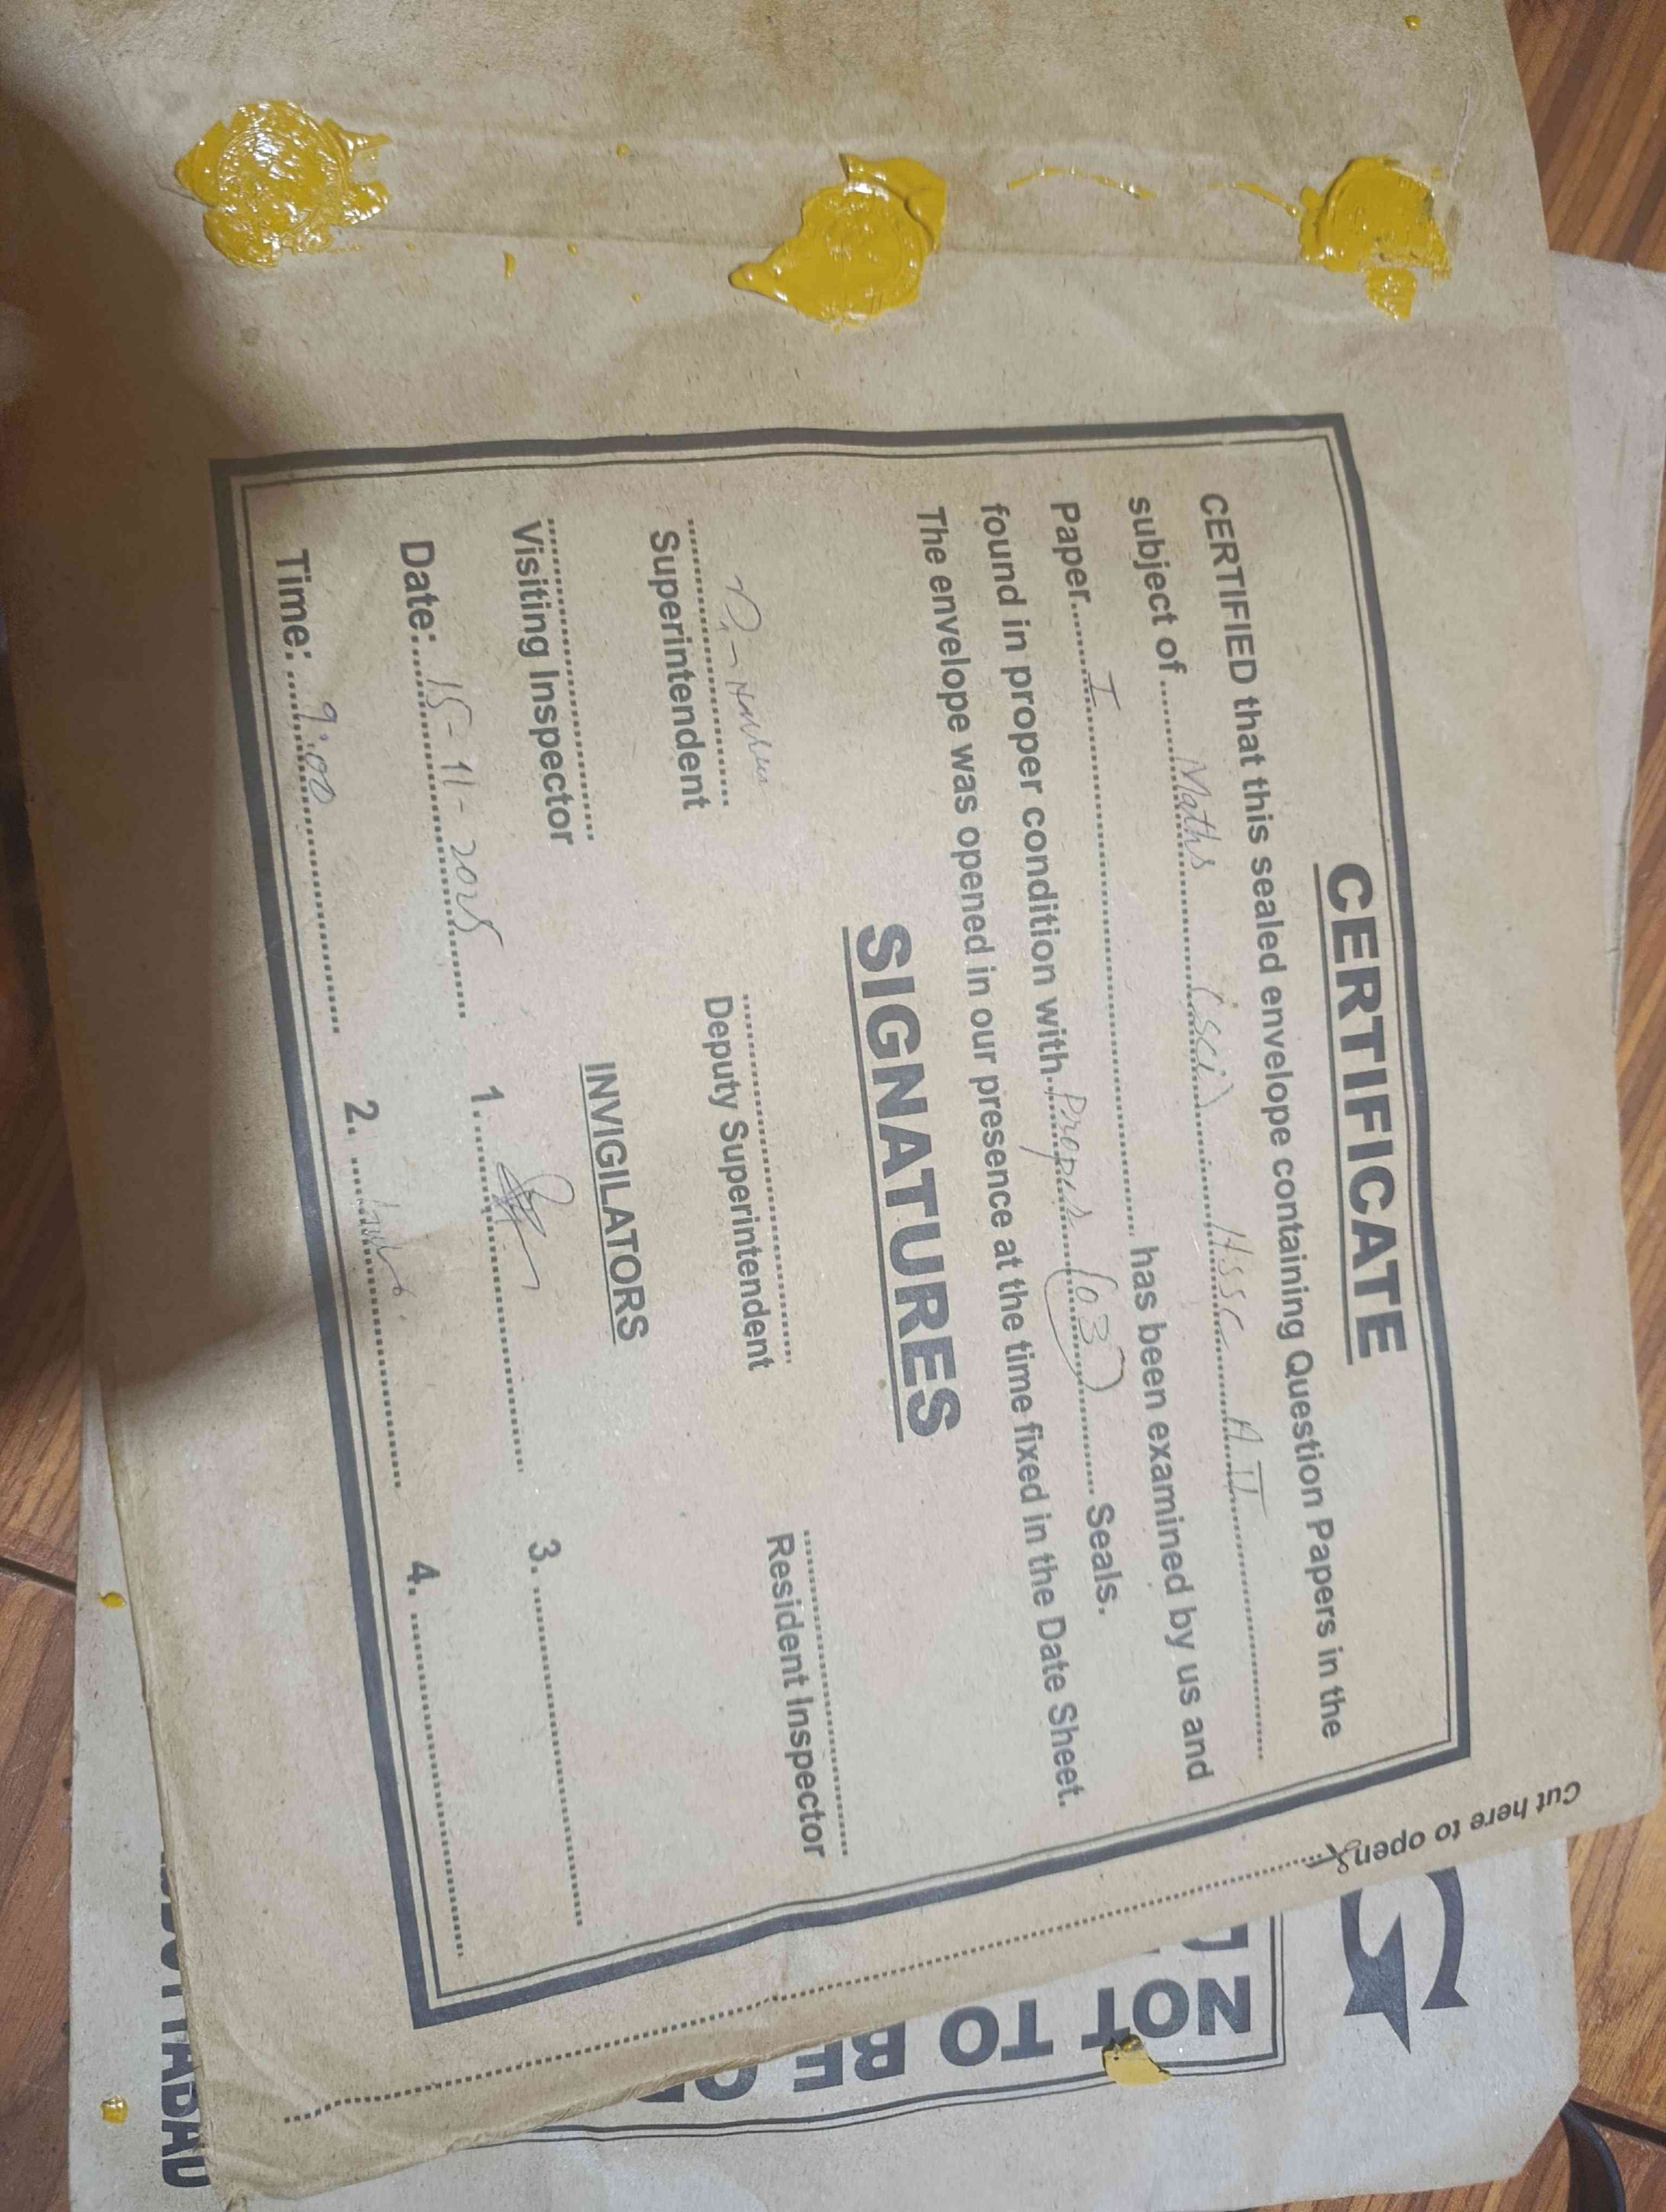 CERTIFICATE
CERTIFIED that this sealed envelope containing Question Papers in the
subject of Maths (sci) HSSC A I
Paper I has been examined by us and
found in proper condition with Proper (03) Seals.
The envelope was opened in our presence at the time fixed in the Date Sheet.
SIGNATURES
Superintendent
Deputy Superintendent
Resident Inspector
Visiting Inspector
INVIGILATORS
Date: 15-11-2025
1.
3.
Time: 9:00
2.
4.
Cut here to open
NOT TO BE